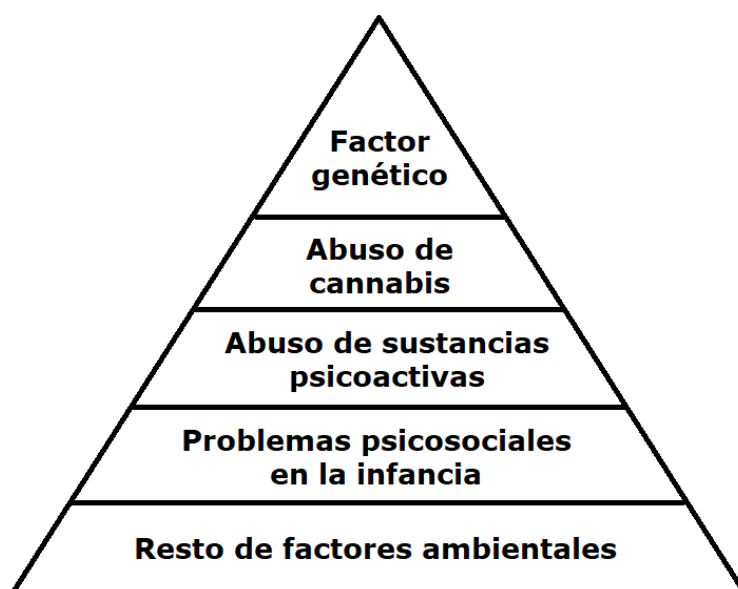 Factor
genético
Abuso de
cannabis
Abuso de sustancias
psicoactivas
Problemas psicosociales
en la infancia
Resto de factores ambientales